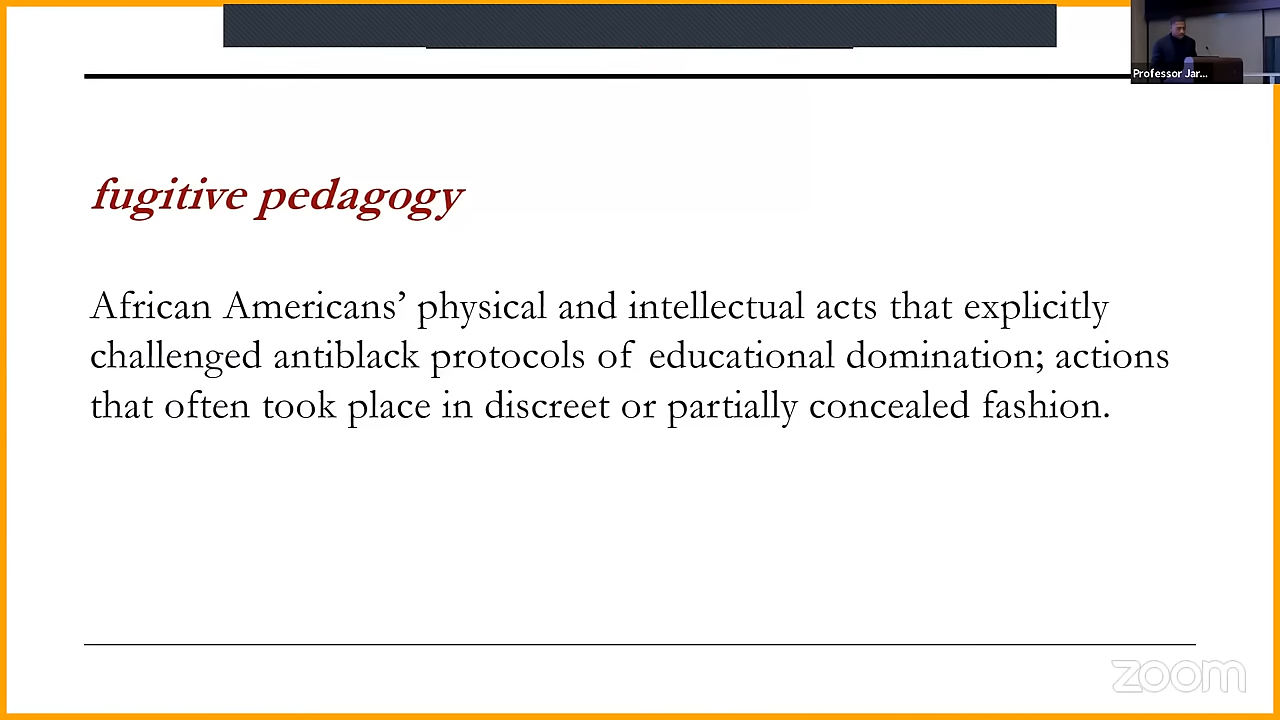 Professor Jar...
fugitive pedagogy
African Americans’ physical and intellectual acts that explicitly
challenged antiblack protocols of educational domination; actions
that often took place in discreet or partially concealed fashion.
zoom